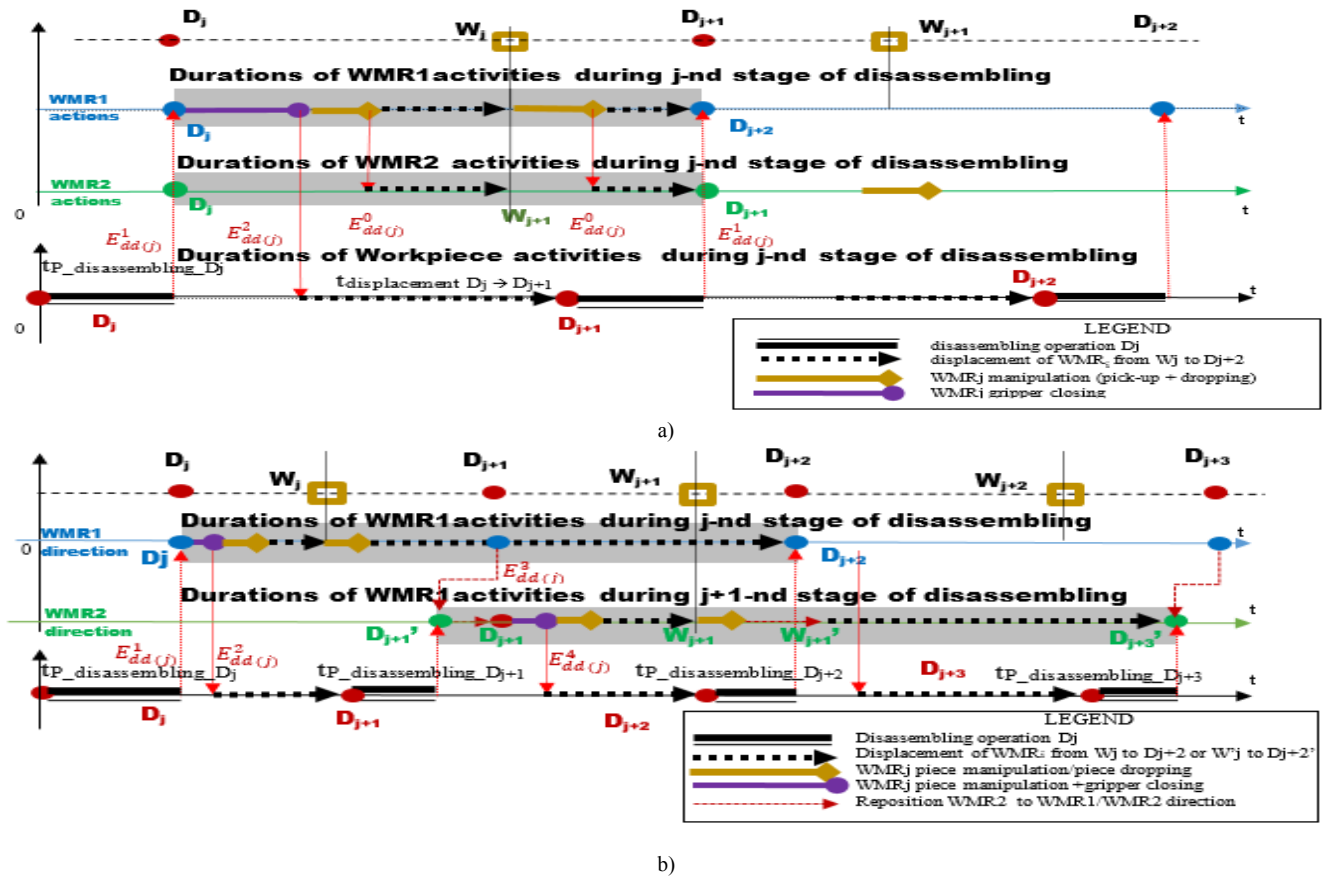 Dⱼ
Wⱼ
Dⱼ₊₁
Wⱼ₊₁
Dⱼ₊₂
Durations of WMR1activities during j-nd stage of disassembling
WMR1
actions
t
Dⱼ
Dⱼ₊₂
Durations of WMR2 activities during j-nd stage of disassembling
WMR2
actions
0
Dⱼ
Wⱼ₊₁
Dⱼ₊₁
t
E¹dd(j)
E²dd(j)
E⁰dd(j)
E⁰dd(j)
E¹dd(j)
Durations of Workpiece activities during j-nd stage of disassembling
tP_disassembling_Dj
tdisplacement Dj → Dj+1
Dⱼ₊₂
t
0
Dⱼ
Dⱼ₊₁
LEGEND
disassembling operation Dj
displacement of WMRⱼ from Wj to Dj+2
WMRj manipulation (pick-up + dropping)
WMRj gripper closing
a)
Dⱼ
Wⱼ
Dⱼ₊₁
Wⱼ₊₁
Dⱼ₊₂
Wⱼ₊₂
Dⱼ₊₃
Durations of WMR1activities during j-nd stage of disassembling
WMR1
direction
0
t
Dj
Dⱼ₊₂
E³dd(j)
Durations of WMR1activities during j+1-nd stage of disassembling
WMR2
direction
t
Dⱼ₊₁'
Dⱼ₊₁
Wⱼ₊₁
Wⱼ₊₁'
Dⱼ₊₃'
E¹dd(j)
E²dd(j)
E⁴dd(j)
tP_disassembling_Dj
tP_disassembling_Dj+1
tP_disassembling_Dj+2
Dⱼ₊₃
tP_disassembling_Dj+3
t
Dⱼ
Dⱼ₊₁
Dⱼ₊₂
LEGEND
Disassembling operation Dj
Displacement of WMRᵢ from Wj to Dj+2 or W'j to Dj+2'
WMRj piece manipulation/piece dropping
WMRj piece manipulation +gripper closing
Reposition WMR2 to WMR1/WMR2 direction
b)